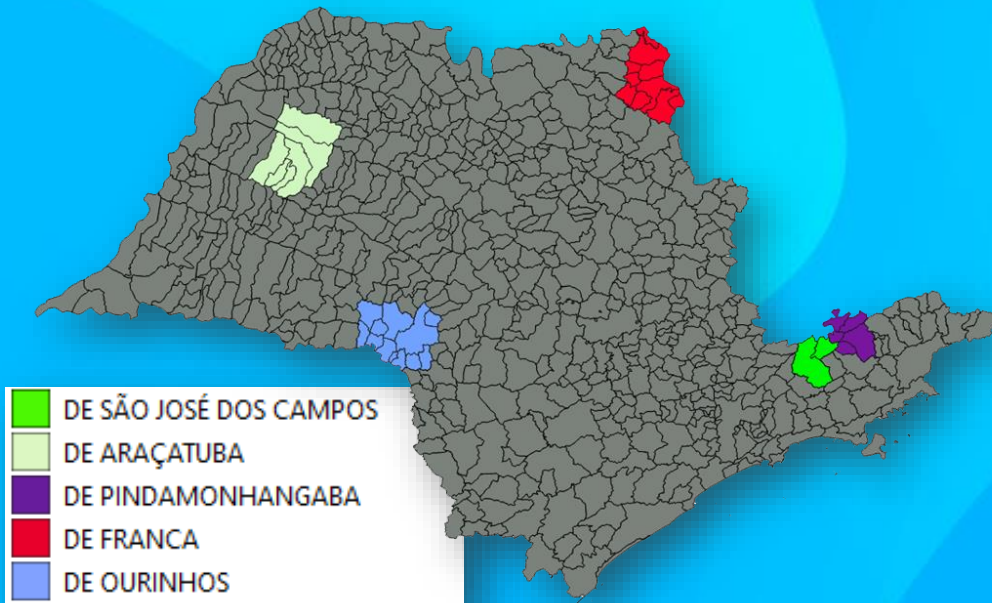 DE SÃO JOSÉ DOS CAMPOS
DE ARAÇATUBA
DE PINDAMONHANGABA
DE FRANCA
DE OURINHOS